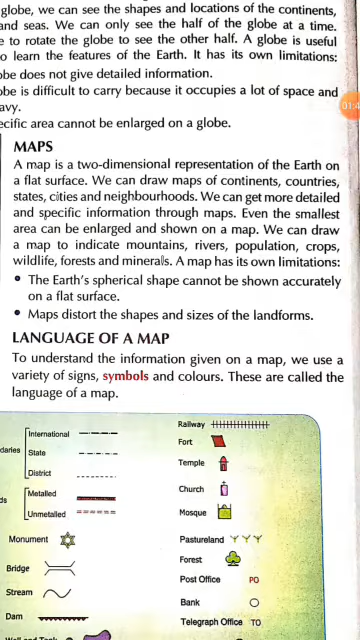 globe, we can see the shapes and locations of the continents,
and seas. We can only see the half of the globe at a time.
to rotate the globe to see the other half. A globe is useful
learn the features of the Earth. It has its own limitations:
does not give detailed information.
is difficult to carry because it occupies a lot of space and
area cannot be enlarged on a globe.
MAPS
A map is a two-dimensional representation of the Earth on
a flat surface. We can draw maps of continents, countries,
states, cities and neighbourhoods. We can get more detailed
and specific information through maps. Even the smallest
area can be enlarged and shown on a map. We can draw
a map to indicate mountains, rivers, population, crops,
wildlife, forests and minerals. A map has its own limitations:
• The Earth's spherical shape cannot be shown accurately
on a flat surface.
• Maps distort the shapes and sizes of the landforms.
LANGUAGE OF A MAP
To understand the information given on a map, we use a
variety of signs, symbols and colours. These are called the
language of a map.
International
State
District
Metalled
Unmetalled
Monument
Bridge
Stream
Dam
Well and Tank
Railway
Fort
Temple
Church
Mosque
Pastureland
Forest
Post Office PO
Bank
Telegraph Office TO